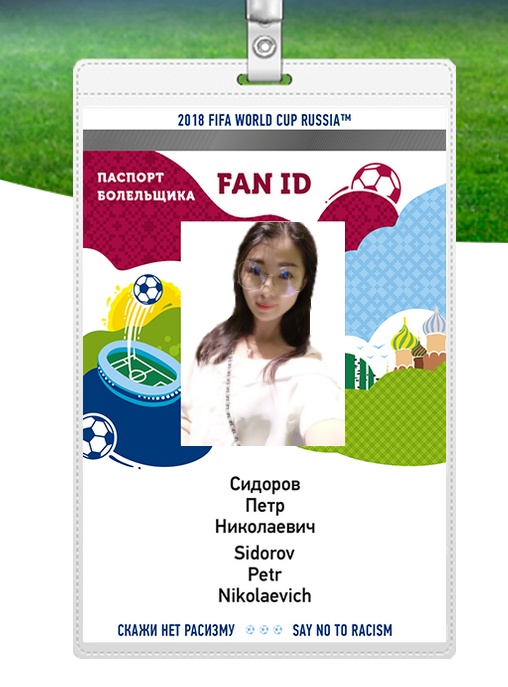 2018 FIFA WORLD CUP RUSSIA™
ПАСПОРТ
БОЛЕЛЬЩИКА
FAN ID
Сидоров
Петр
Николаевич
Sidorov
Petr
Nikolaevich
СКАЖИ НЕТ РАСИЗМУ
SAY NO TO RACISM